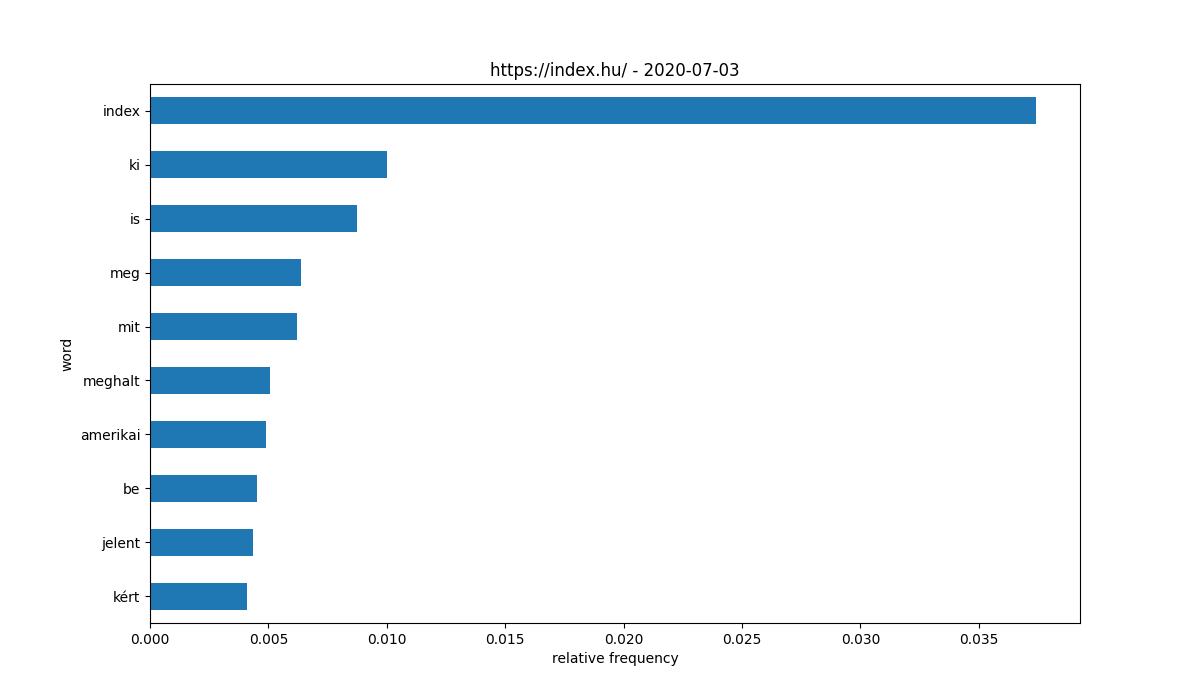 https://index.hu/ - 2020-07-03
index
ki
is
meg
mit
meghalt
amerikai
be
jelent
kért
word
0.000 0.005 0.010 0.015 0.020 0.025 0.030 0.035
relative frequency